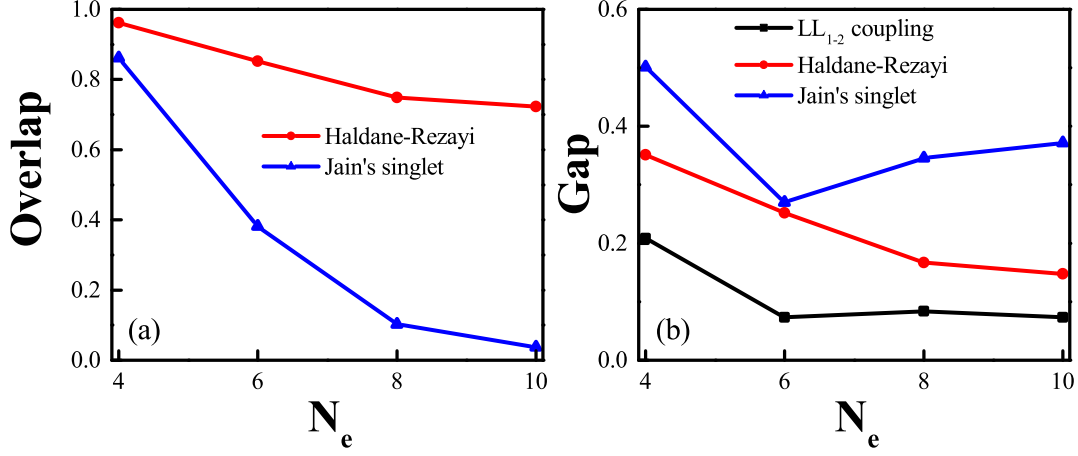 1.0
0.8
0.6
0.4
0.2
0.0
Overlap
Haldane-Rezayi
Jain's singlet
(a)
4 6 8 10
Nₑ
0.6
0.4
0.2
0.0
Gap
LL₁₋₂ coupling
Haldane-Rezayi
Jain's singlet
(b)
4 6 8 10
Nₑ